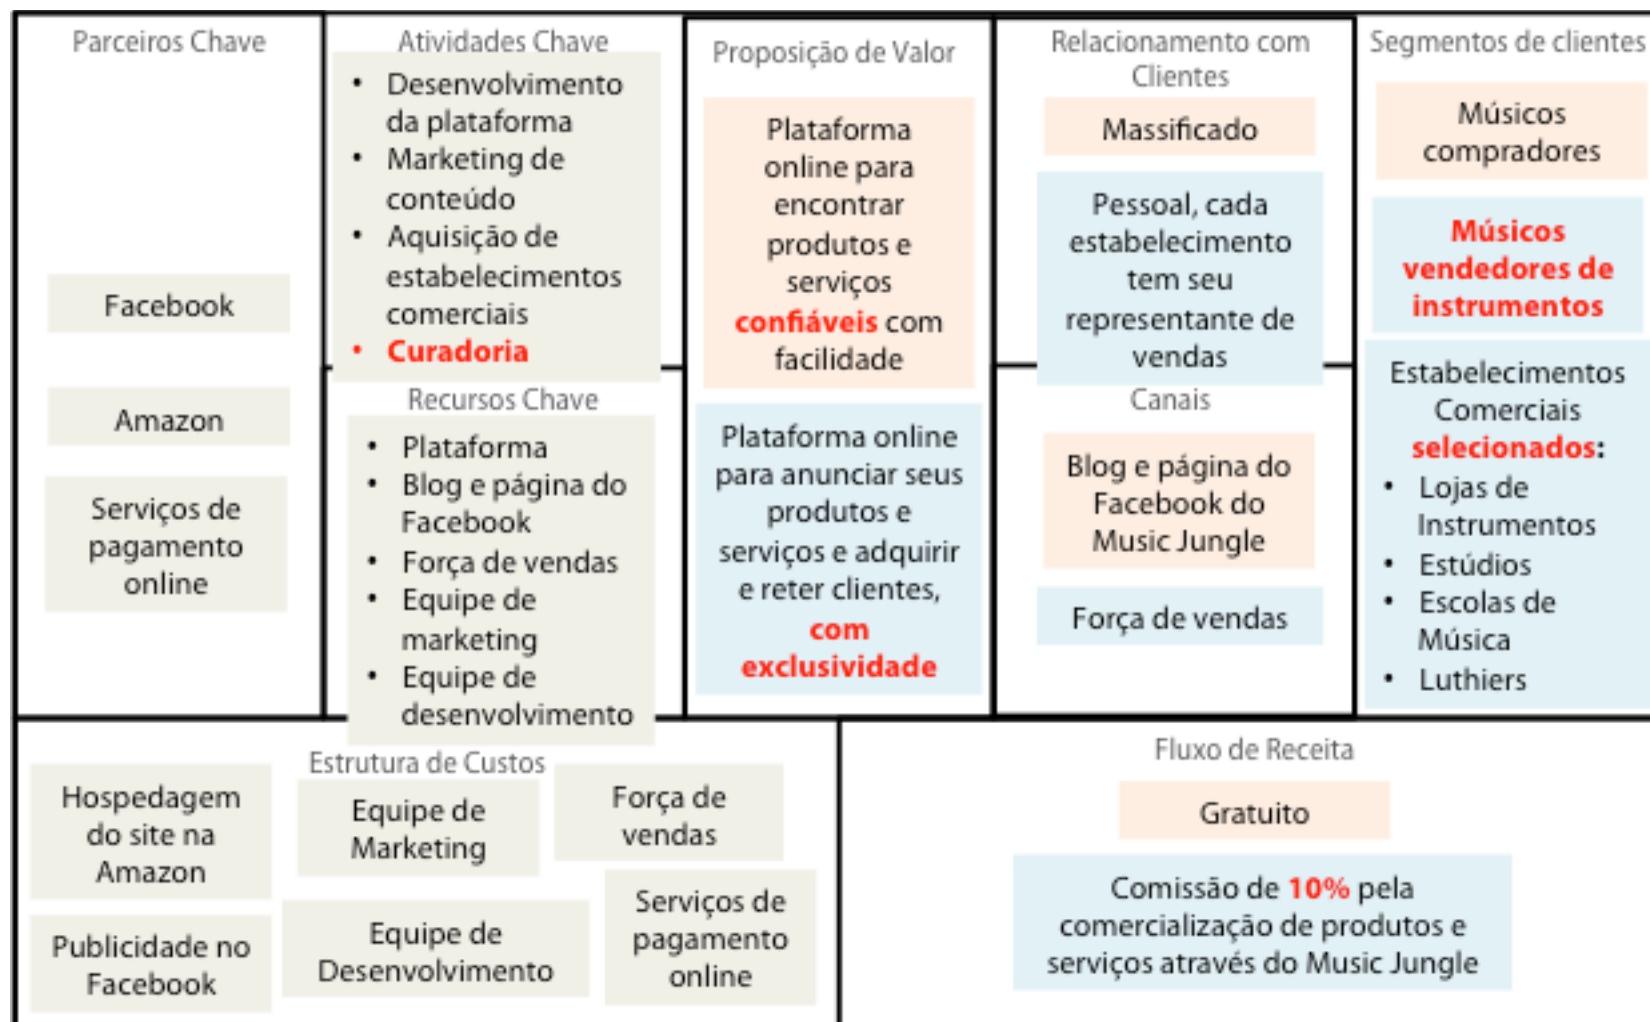 Parceiros Chave
Facebook
Amazon
Serviços de
pagamento
online
Atividades Chave
• Desenvolvimento
da plataforma
• Marketing de
conteúdo
• Aquisição de
estabelecimentos
comerciais
• Curadoria
Recursos Chave
• Plataforma
• Blog e página do
Facebook
• Força de vendas
• Equipe de
marketing
• Equipe de
desenvolvimento
Proposição de Valor
Plataforma
online para
encontrar
produtos e
serviços
confiáveis com
facilidade
Plataforma online
para anunciar seus
produtos e
serviços e adquirir
e reter clientes,
com
exclusividade
Relacionamento com
Clientes
Massificado
Pessoal, cada
estabelecimento
tem seu
representante de
vendas
Canais
Blog e página do
Facebook do
Music Jungle
Força de vendas
Segmentos de clientes
Músicos
compradores
Músicos
vendedores de
instrumentos
Estabelecimentos
Comerciais
selecionados:
• Lojas de
Instrumentos
• Estúdios
• Escolas de
Música
• Luthiers
Estrutura de Custos
Hospedagem
do site na
Amazon
Equipe de
Marketing
Força de
vendas
Publicidade no
Facebook
Equipe de
Desenvolvimento
Serviços de
pagamento
online
Fluxo de Receita
Gratuito
Comissão de 10% pela
comercialização de produtos e
serviços através do Music Jungle